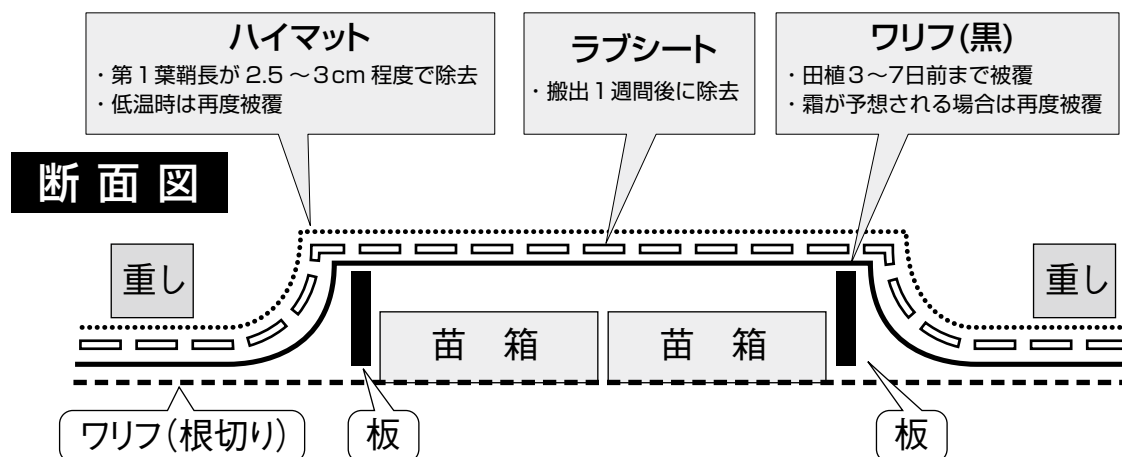 ハイマット
・第1葉鞘長が2.5～3cm程度で除去
・低温時は再度被覆
ラブシート
・搬出1週間後に除去
ワリフ(黒)
・田植3～7日前まで被覆
・霜が予想される場合は再度被覆
断面図
重し
重し
苗 箱
苗 箱
ワリフ(根切り)
板
板